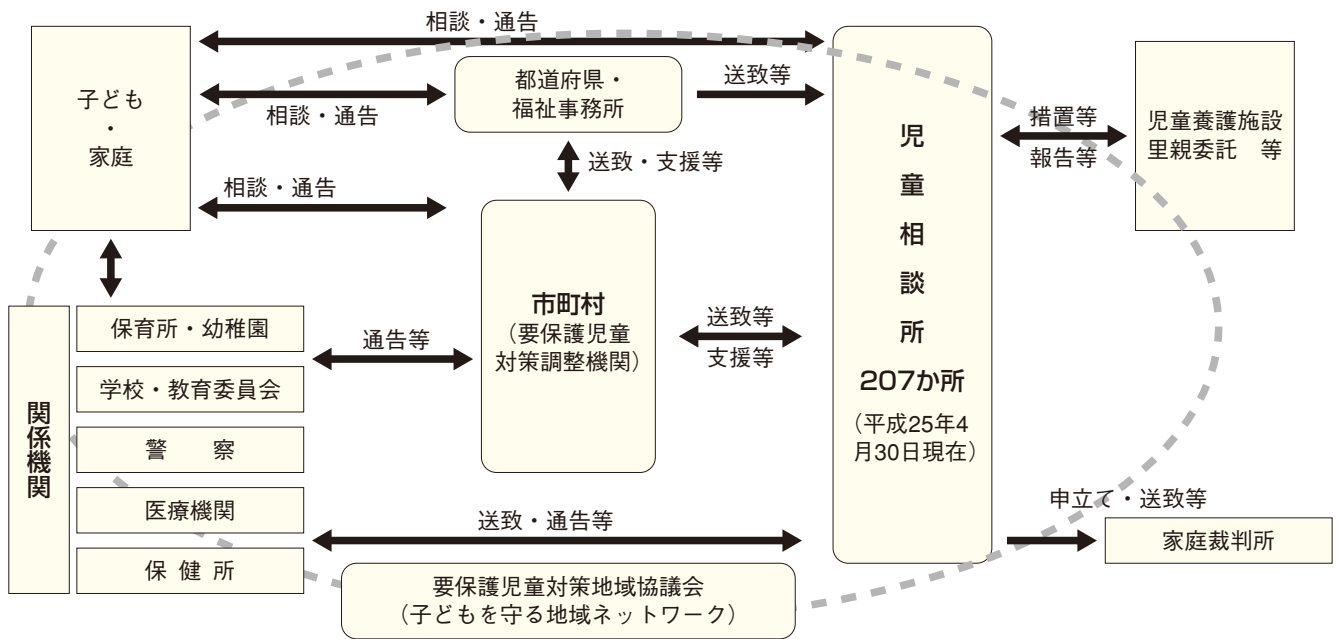 相談・通告
子ども
・
家庭
相談・通告
都道府県・
福祉事務所
送致等
送致・支援等
相談・通告
児童相談所
207か所
（平成25年4
月30日現在）
措置等
報告等
児童養護施設
里親委託　等
関係機関
保育所・幼稚園
学校・教育委員会
警　　察
医療機関
保 健 所
通告等
市町村
（要保護児童
対策調整機関）
送致等
支援等
送致・通告等
申立て・送致等
家庭裁判所
要保護児童対策地域協議会
（子どもを守る地域ネットワーク）